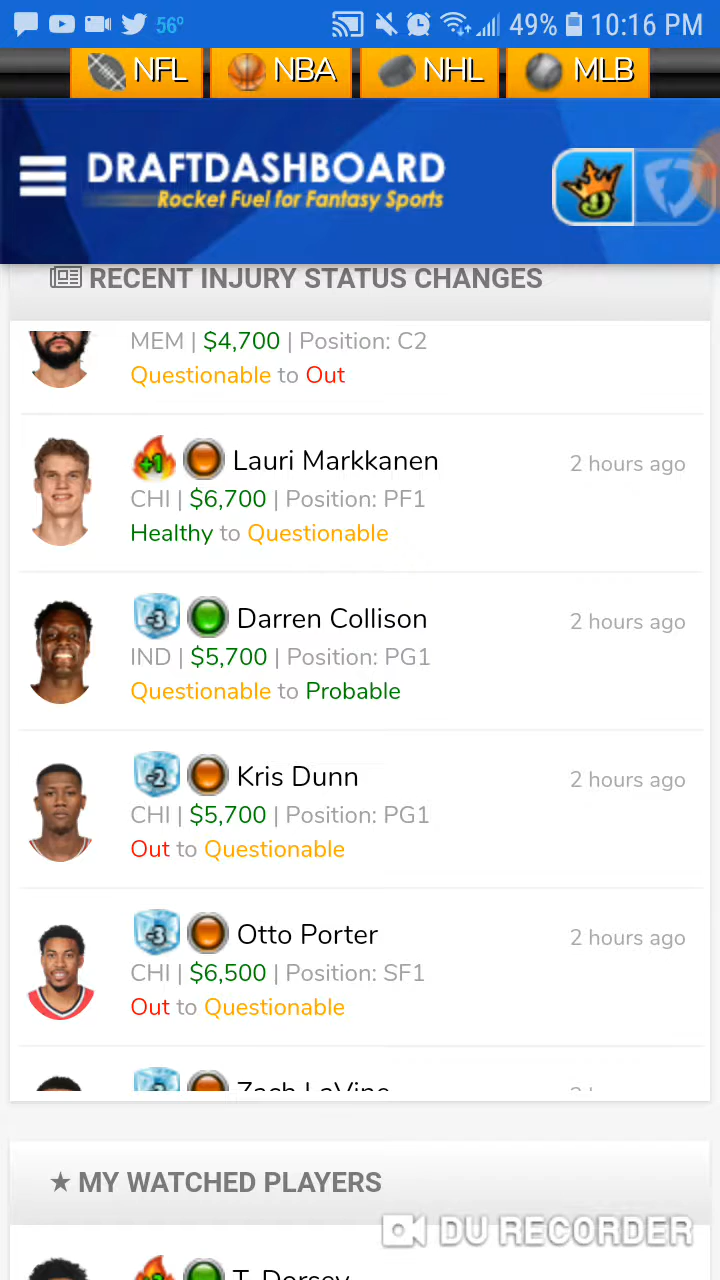 56° 49% 10:16 PM
NFL NBA NHL MLB
DRAFTDASHBOARD
Rocket Fuel for Fantasy Sports
RECENT INJURY STATUS CHANGES
MEM | $4,700 | Position: C2
Questionable to Out
+1 Lauri Markkanen 2 hours ago
CHI | $6,700 | Position: PF1
Healthy to Questionable
-3 Darren Collison 2 hours ago
IND | $5,700 | Position: PG1
Questionable to Probable
-2 Kris Dunn 2 hours ago
CHI | $5,700 | Position: PG1
Out to Questionable
-3 Otto Porter 2 hours ago
CHI | $6,500 | Position: SF1
Out to Questionable
Zach LaVine
★ MY WATCHED PLAYERS
DU RECORDER
T. Dorsey